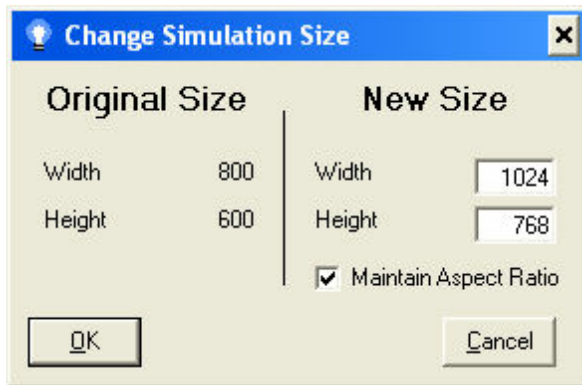 Change Simulation Size
Original Size
Width 800
Height 600
New Size
Width 1024
Height 768
Maintain Aspect Ratio
OK
Cancel